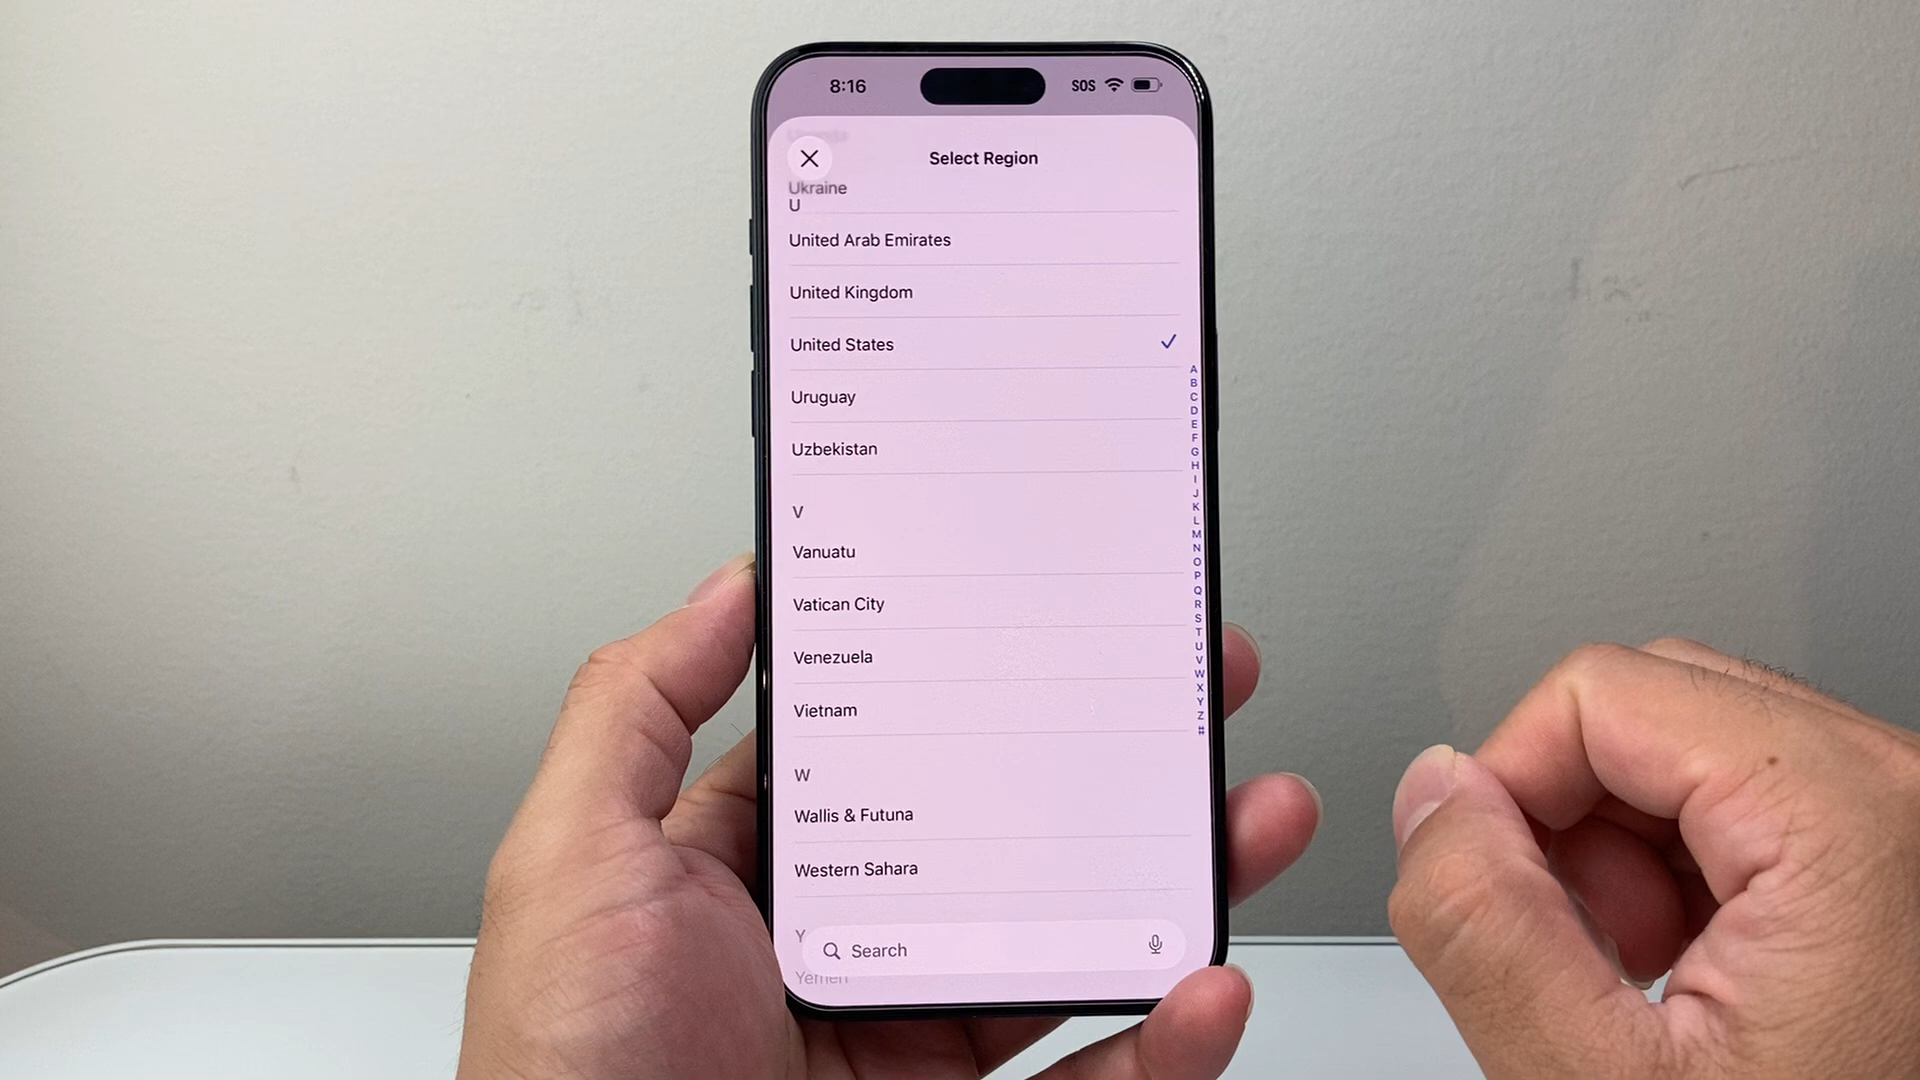 8:16
SOS
Select Region
Ukraine
U
United Arab Emirates
United Kingdom
United States
Uruguay
Uzbekistan
V
Vanuatu
Vatican City
Venezuela
Vietnam
W
Wallis & Futuna
Western Sahara
Y
Search
Yemen
A
B
C
D
E
F
G
H
I
J
K
L
M
N
O
P
Q
R
S
T
U
V
W
X
Y
Z
#